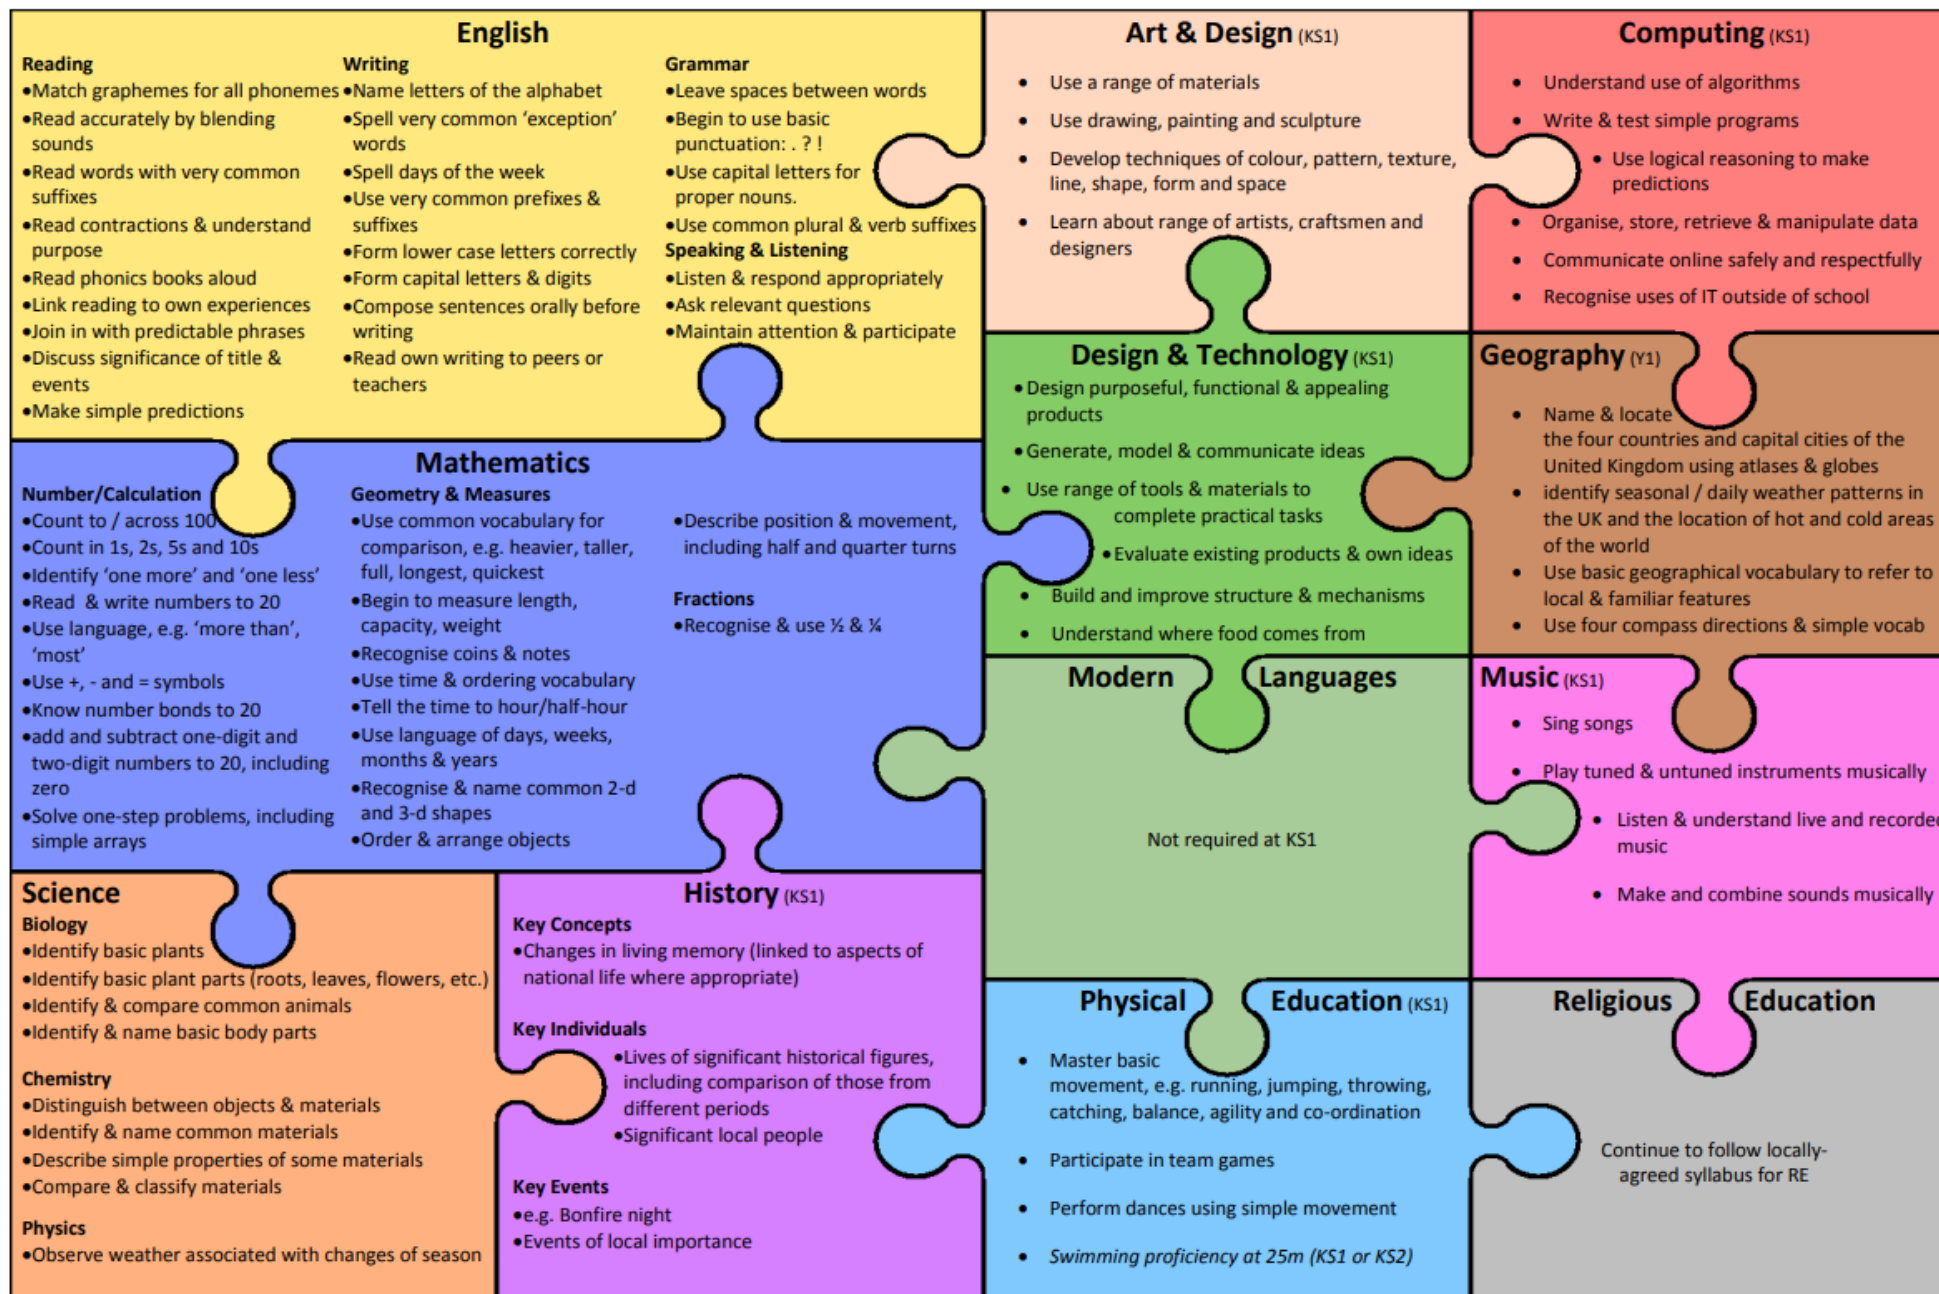 English
Reading
•Match graphemes for all phonemes
•Read accurately by blending
sounds
•Read words with very common
suffixes
•Read contractions & understand
purpose
•Read phonics books aloud
•Link reading to own experiences
•Join in with predictable phrases
•Discuss significance of title &
events
•Make simple predictions
Writing
•Name letters of the alphabet
•Spell very common ‘exception’
words
•Spell days of the week
•Use very common prefixes &
suffixes
•Form lower case letters correctly
•Form capital letters & digits
•Compose sentences orally before
writing
•Read own writing to peers or
teachers
Grammar
•Leave spaces between words
•Begin to use basic
punctuation: . ? !
•Use capital letters for
proper nouns.
•Use common plural & verb suffixes
Speaking & Listening
•Listen & respond appropriately
•Ask relevant questions
•Maintain attention & participate
Art & Design (KS1)
• Use a range of materials
• Use drawing, painting and sculpture
• Develop techniques of colour, pattern, texture,
line, shape, form and space
• Learn about range of artists, craftsmen and
designers
Computing (KS1)
• Understand use of algorithms
• Write & test simple programs
• Use logical reasoning to make
predictions
• Organise, store, retrieve & manipulate data
• Communicate online safely and respectfully
• Recognise uses of IT outside of school
Mathematics
Number/Calculation
•Count to / across 100
•Count in 1s, 2s, 5s and 10s
•Identify ‘one more’ and ‘one less’
•Read & write numbers to 20
•Use language, e.g. ‘more than’,
‘most’
•Use +, - and = symbols
•Know number bonds to 20
•add and subtract one-digit and
two-digit numbers to 20, including
zero
•Solve one-step problems, including
simple arrays
Geometry & Measures
•Use common vocabulary for
comparison, e.g. heavier, taller,
full, longest, quickest
•Begin to measure length,
capacity, weight
•Recognise coins & notes
•Use time & ordering vocabulary
•Tell the time to hour/half-hour
•Use language of days, weeks,
months & years
•Recognise & name common 2-d
and 3-d shapes
•Order & arrange objects
•Describe position & movement,
including half and quarter turns
Fractions
•Recognise & use ½ & ¼
Design & Technology (KS1)
•Design purposeful, functional & appealing
products
•Generate, model & communicate ideas
• Use range of tools & materials to
complete practical tasks
•Evaluate existing products & own ideas
• Build and improve structure & mechanisms
• Understand where food comes from
Geography (Y1)
• Name & locate
the four countries and capital cities of the
United Kingdom using atlases & globes
• identify seasonal / daily weather patterns in
the UK and the location of hot and cold areas
of the world
• Use basic geographical vocabulary to refer to
local & familiar features
• Use four compass directions & simple vocab
Modern Languages
Not required at KS1
Music (KS1)
• Sing songs
• Play tuned & untuned instruments musically
• Listen & understand live and recorded
music
• Make and combine sounds musically
Science
Biology
•Identify basic plants
•Identify basic plant parts (roots, leaves, flowers, etc.)
•Identify & compare common animals
•Identify & name basic body parts
Chemistry
•Distinguish between objects & materials
•Identify & name common materials
•Describe simple properties of some materials
•Compare & classify materials
Physics
•Observe weather associated with changes of season
History (KS1)
Key Concepts
•Changes in living memory (linked to aspects of
national life where appropriate)
Key Individuals
•Lives of significant historical figures,
including comparison of those from
different periods
•Significant local people
Key Events
•e.g. Bonfire night
•Events of local importance
Physical Education (KS1)
• Master basic
movement, e.g. running, jumping, throwing,
catching, balance, agility and co-ordination
• Participate in team games
• Perform dances using simple movement
• Swimming proficiency at 25m (KS1 or KS2)
Religious Education
Continue to follow locally-
agreed syllabus for RE